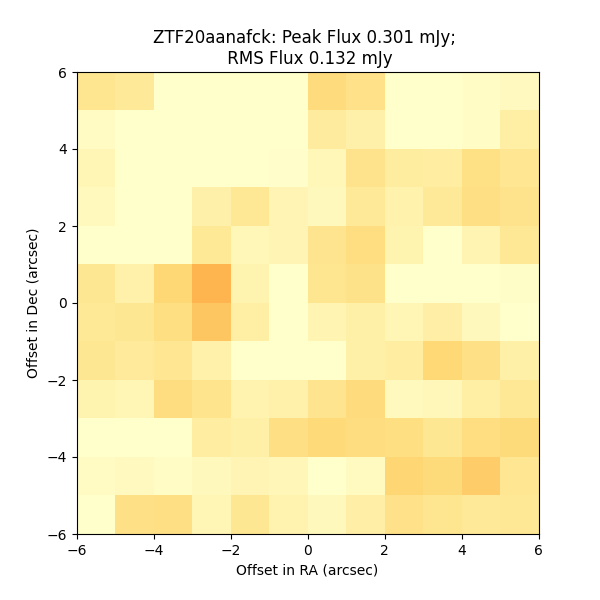 ZTF20aanafck: Peak Flux 0.301 mJy;
RMS Flux 0.132 mJy
6
4
2
0
−2
−4
−6
Offset in Dec (arcsec)
−6 −4 −2 0 2 4 6
Offset in RA (arcsec)